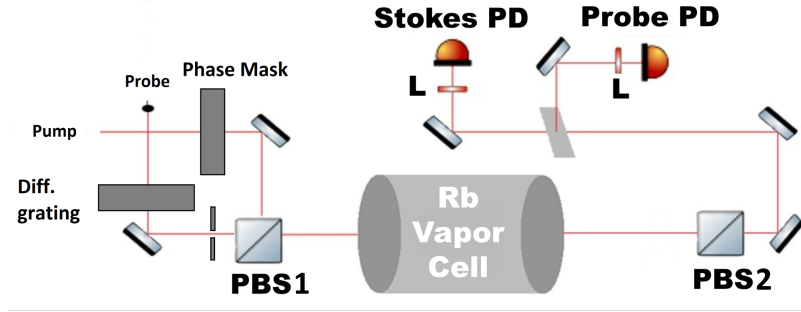 Stokes PD
Probe PD
Phase Mask
Probe
L
L
Pump
Diff.
grating
Rb
Vapor
Cell
PBS1
PBS2